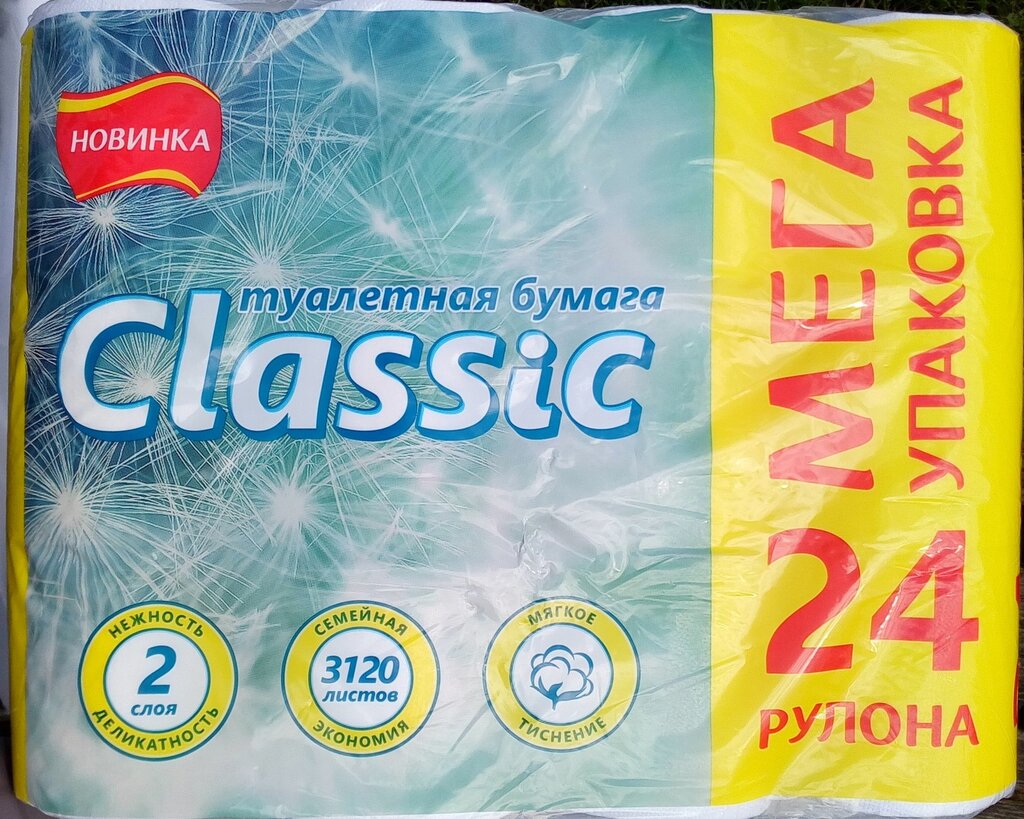 НОВИНКА
туалетная бумага
Classic
НЕЖНОСТЬ
2
слоя
ДЕЛИКАТНОСТЬ
СЕМЕЙНАЯ
3120
листов
ЭКОНОМИЯ
МЯГКОЕ
ТИСНЕНИЕ
МЕГА
УПАКОВКА
24
РУЛОНА